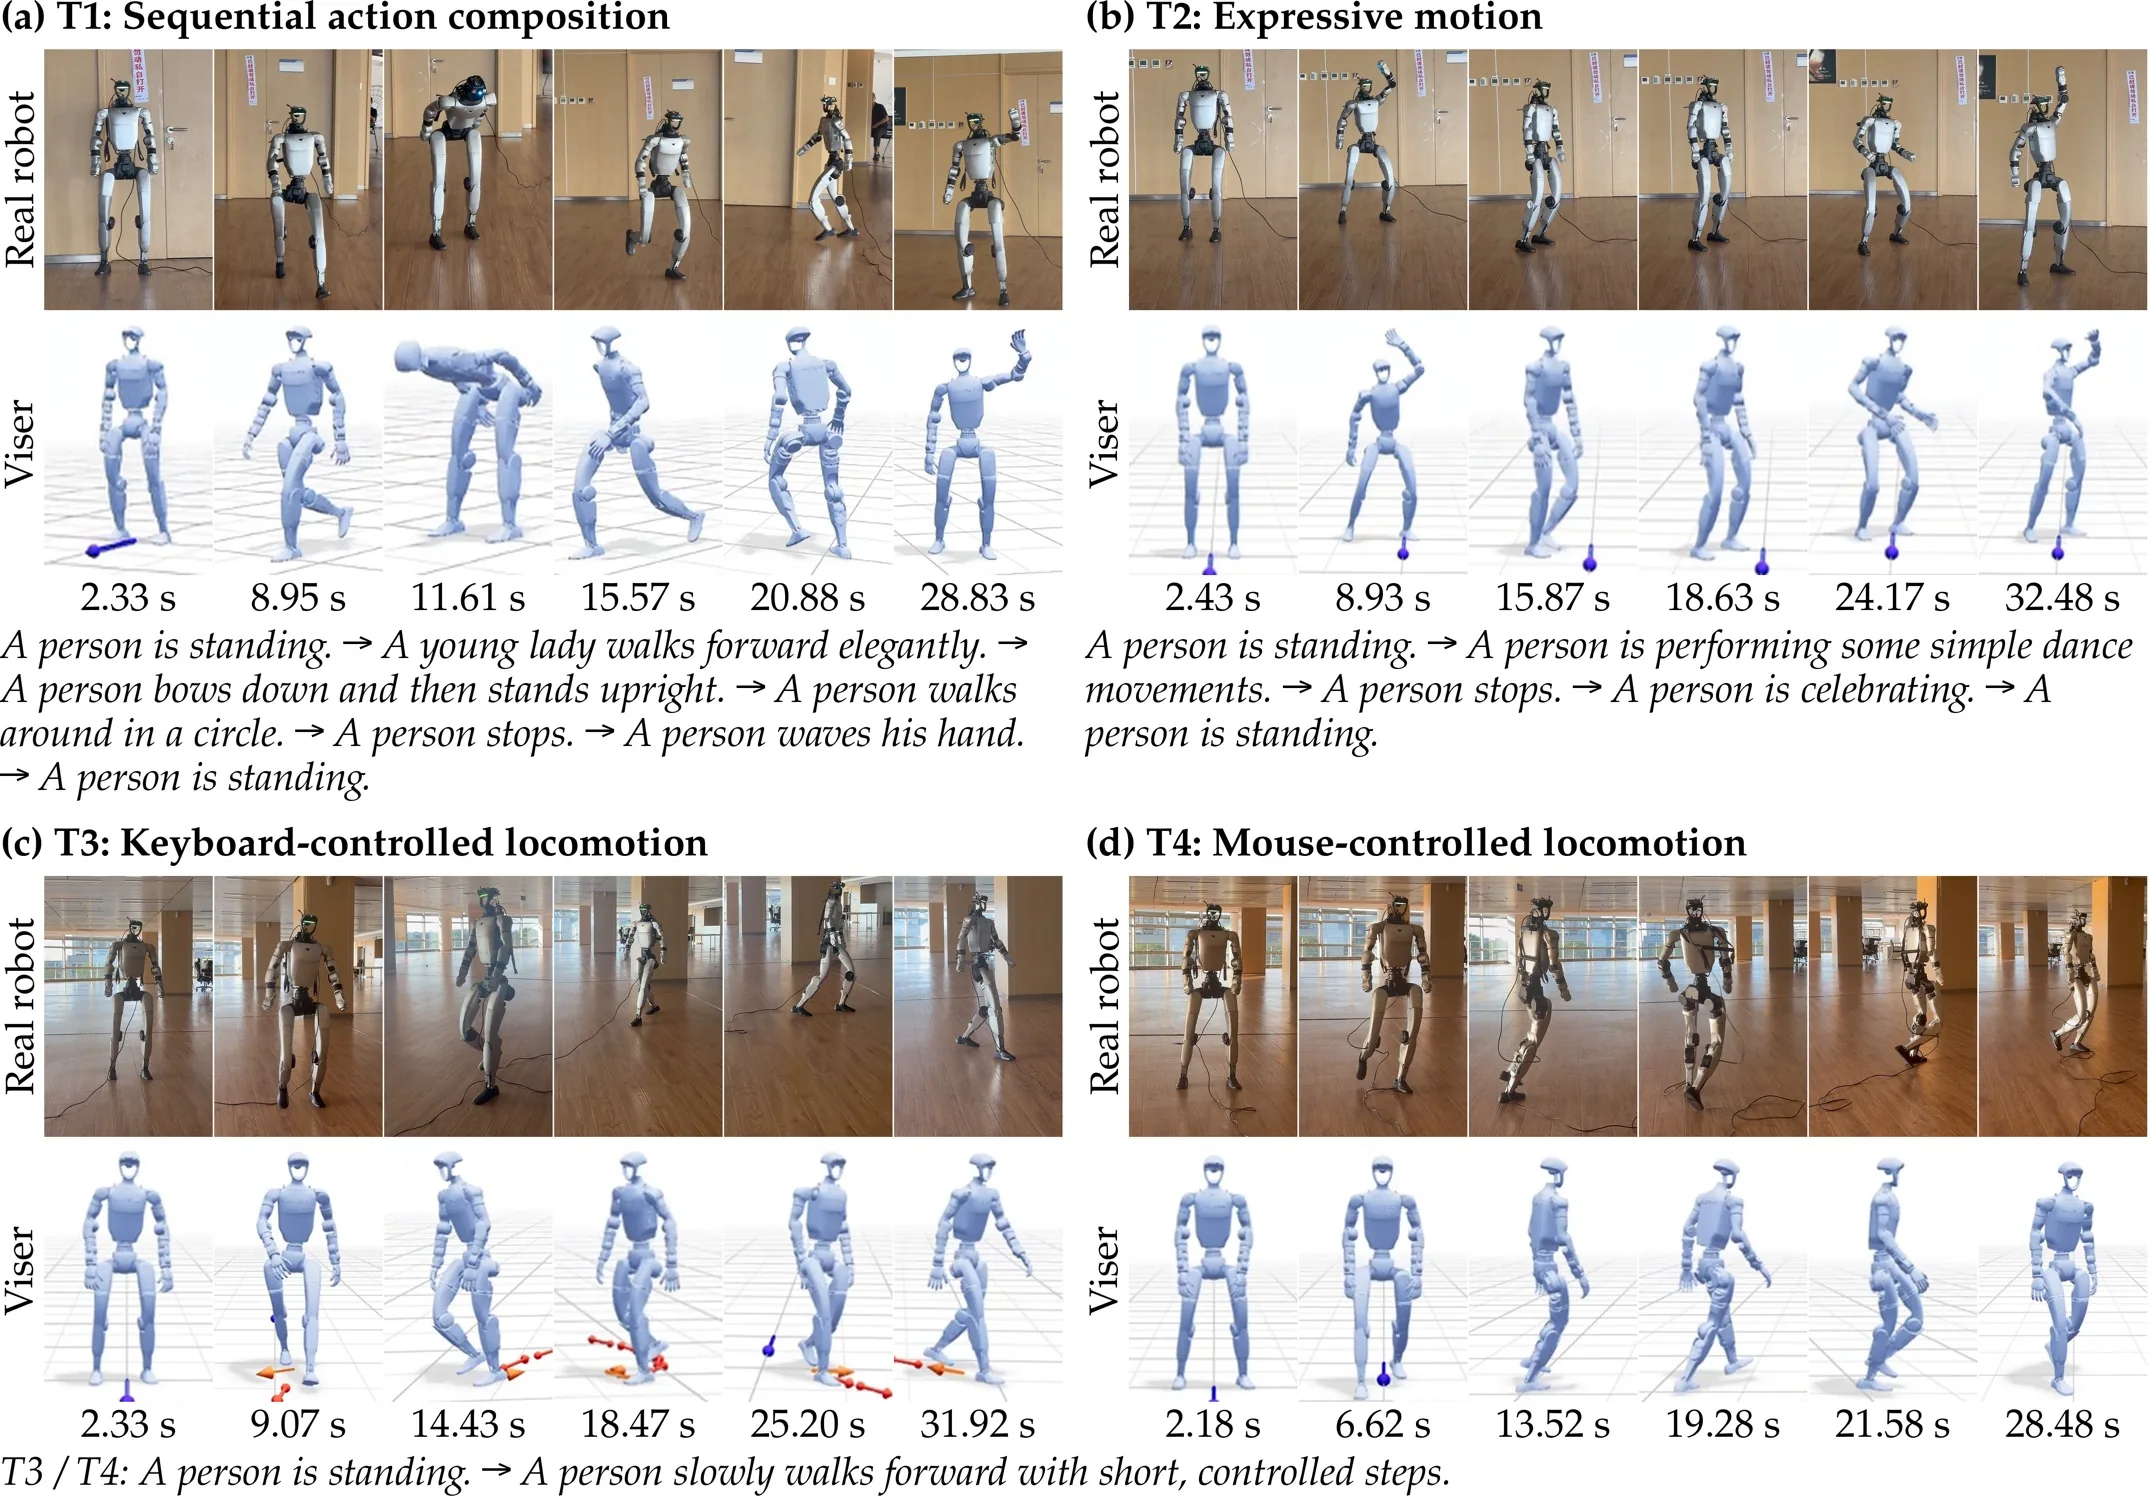 (a) T1: Sequential action composition
Real robot
Viser
2.33 s 8.95 s 11.61 s 15.57 s 20.88 s 28.83 s
A person is standing. → A young lady walks forward elegantly. →
A person bows down and then stands upright. → A person walks
around in a circle. → A person stops. → A person waves his hand.
→ A person is standing.
(b) T2: Expressive motion
Real robot
Viser
2.43 s 8.93 s 15.87 s 18.63 s 24.17 s 32.48 s
A person is standing. → A person is performing some simple dance
movements. → A person stops. → A person is celebrating. → A
person is standing.
(c) T3: Keyboard-controlled locomotion
Real robot
Viser
2.33 s 9.07 s 14.43 s 18.47 s 25.20 s 31.92 s
(d) T4: Mouse-controlled locomotion
Real robot
Viser
2.18 s 6.62 s 13.52 s 19.28 s 21.58 s 28.48 s
T3 / T4: A person is standing. → A person slowly walks forward with short, controlled steps.